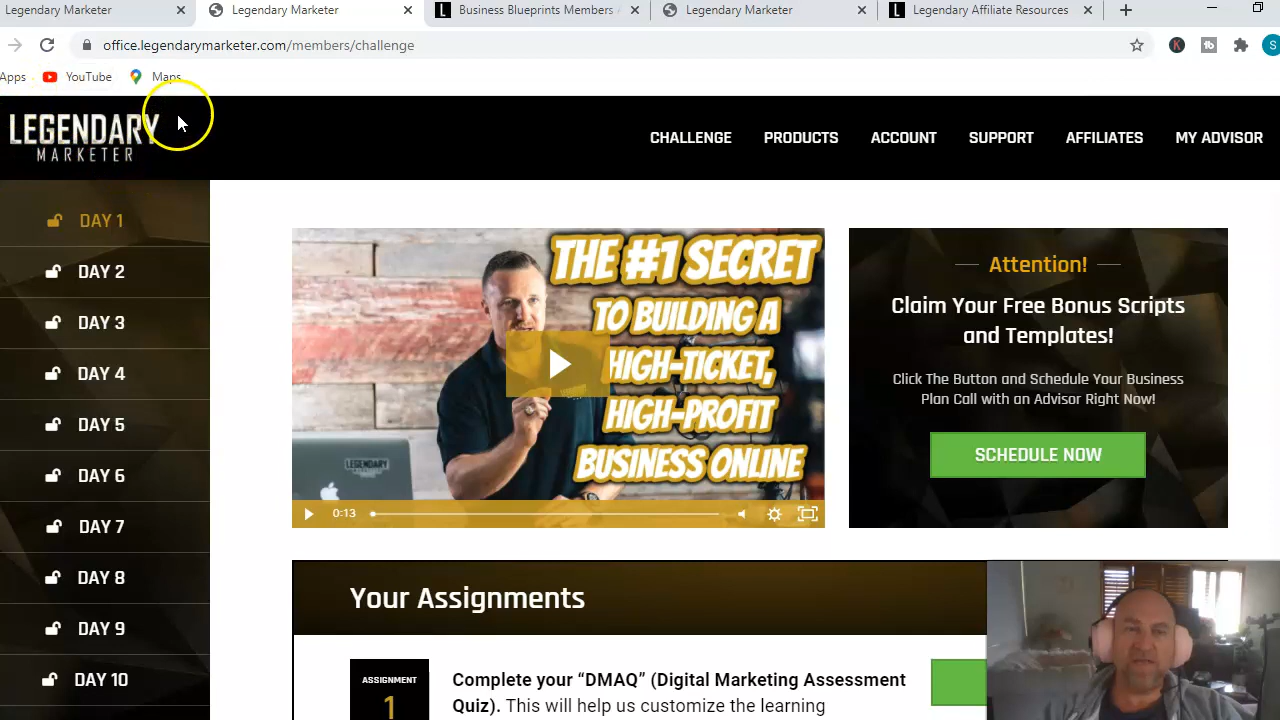 Legendary Marketer
Legendary Marketer
Business Blueprints Members A
Legendary Marketer
Legendary Affiliate Resources
office.legendarymarketer.com/members/challenge
Apps
YouTube
Maps
LEGENDARY
MARKETER
CHALLENGE
PRODUCTS
ACCOUNT
SUPPORT
AFFILIATES
MY ADVISOR
DAY 1
DAY 2
DAY 3
DAY 4
DAY 5
DAY 6
DAY 7
DAY 8
DAY 9
DAY 10
THE #1 SECRET
TO BUILDING A
HIGH-TICKET,
HIGH-PROFIT
BUSINESS ONLINE
LEGENDARY
0:13
Attention!
Claim Your Free Bonus Scripts
and Templates!
Click The Button and Schedule Your Business
Plan Call with an Advisor Right Now!
SCHEDULE NOW
Your Assignments
ASSIGNMENT
1
Complete your “DMAQ” (Digital Marketing Assessment
Quiz). This will help us customize the learning